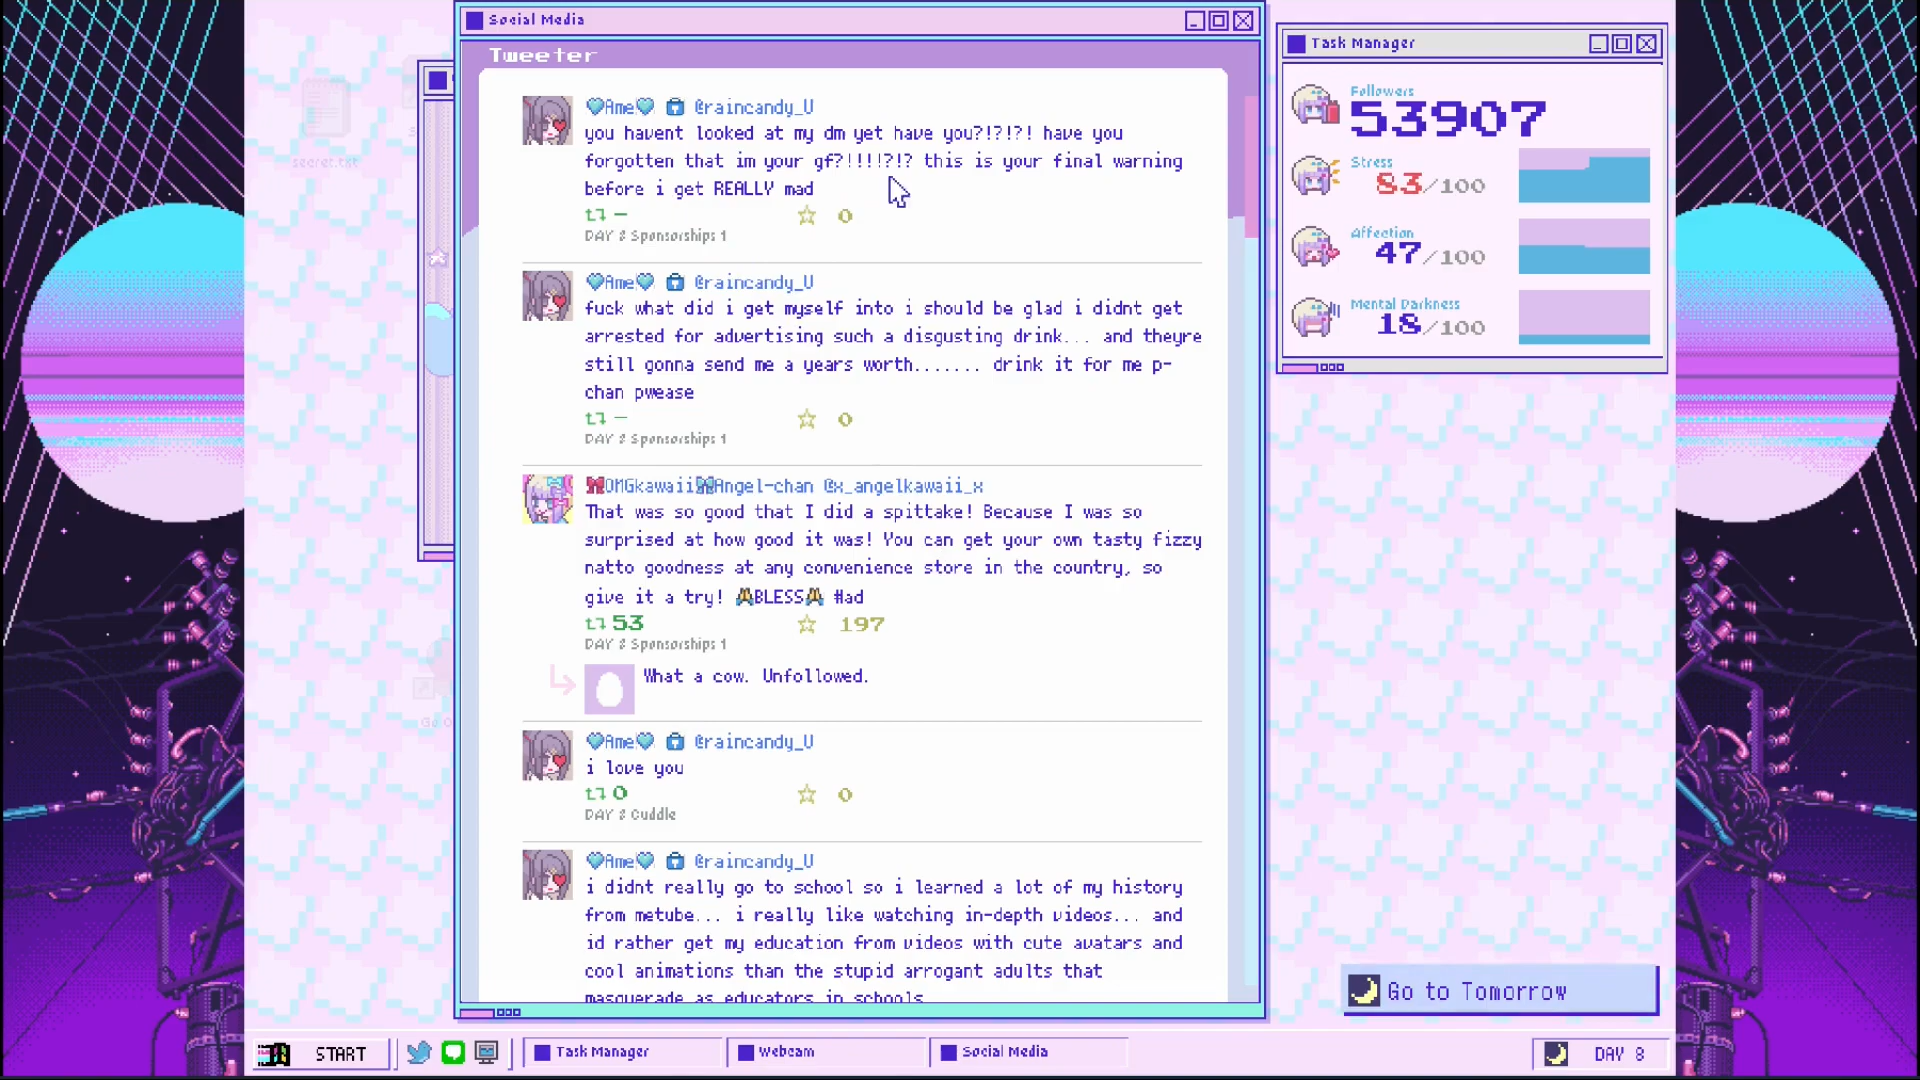 Social Media
Tweeter
Ame @raincandy_U
you havent looked at my dm yet have you?!?!?! have you
forgotten that im your gf?!!!!?!? this is your final warning
before i get REALLY mad
— 0
DAY 8 Sponsorships 1
Ame @raincandy_U
fuck what did i get myself into i should be glad i didnt get
arrested for advertising such a disgusting drink... and theyre
still gonna send me a years worth....... drink it for me p-
chan pwease
— 0
DAY 8 Sponsorships 1
OMGkawaii Angel-chan @x_angelkawaii_x
That was so good that I did a spittake! Because I was so
surprised at how good it was! You can get your own tasty fizzy
natto goodness at any convenience store in the country, so
give it a try! 🙏BLESS🙏 #ad
53 197
DAY 8 Sponsorships 1
What a cow. Unfollowed.
Ame @raincandy_U
i love you
0 0
DAY 8 Cuddle
Ame @raincandy_U
i didnt really go to school so i learned a lot of my history
from metube... i really like watching in-depth videos... and
id rather get my education from videos with cute avatars and
cool animations than the stupid arrogant adults that
masquerade as educators in schools
Task Manager
Followers
53907
Stress
83/100
Affection
47/100
Mental Darkness
18/100
secret.txt
Go to Tomorrow
START
Task Manager
Webcam
Social Media
DAY 8